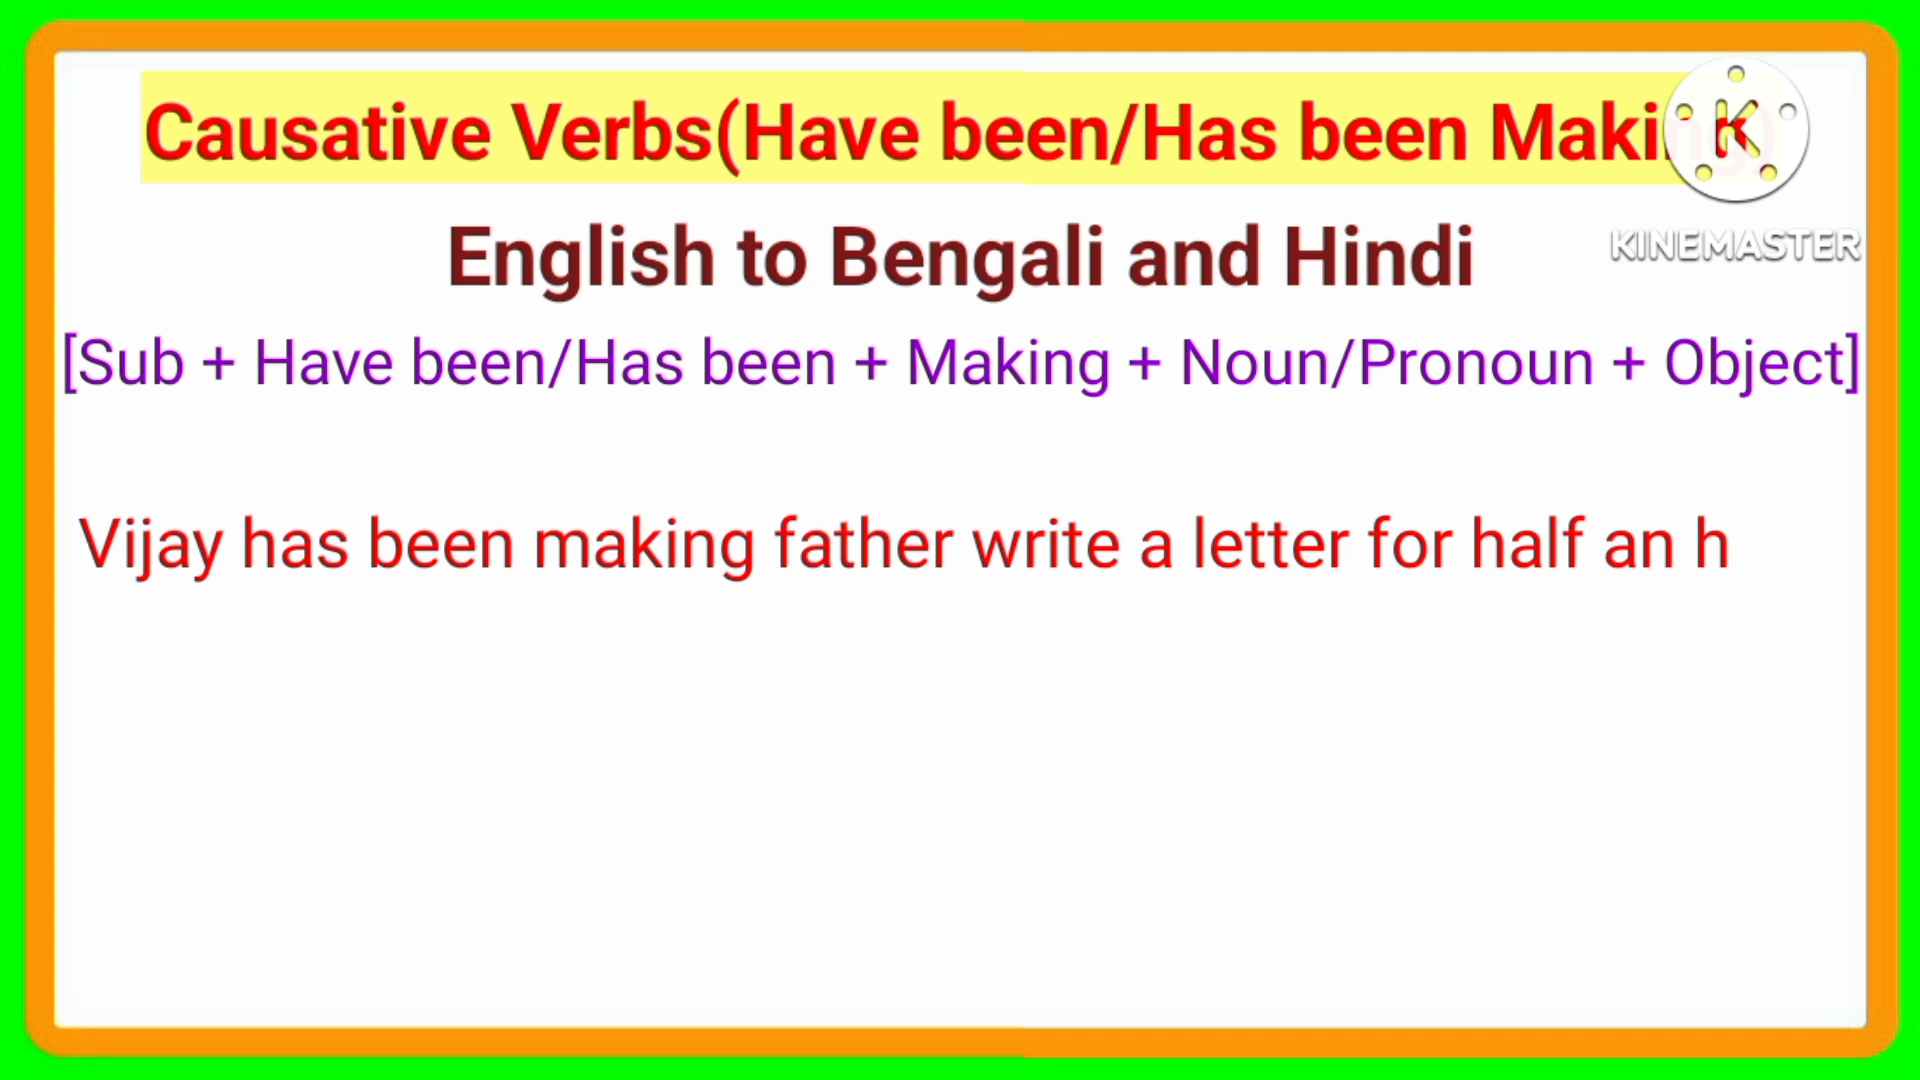 Causative Verbs(Have been/Has been Making)
English to Bengali and Hindi
KINEMASTER
[Sub + Have been/Has been + Making + Noun/Pronoun + Object]
Vijay has been making father write a letter for half an h